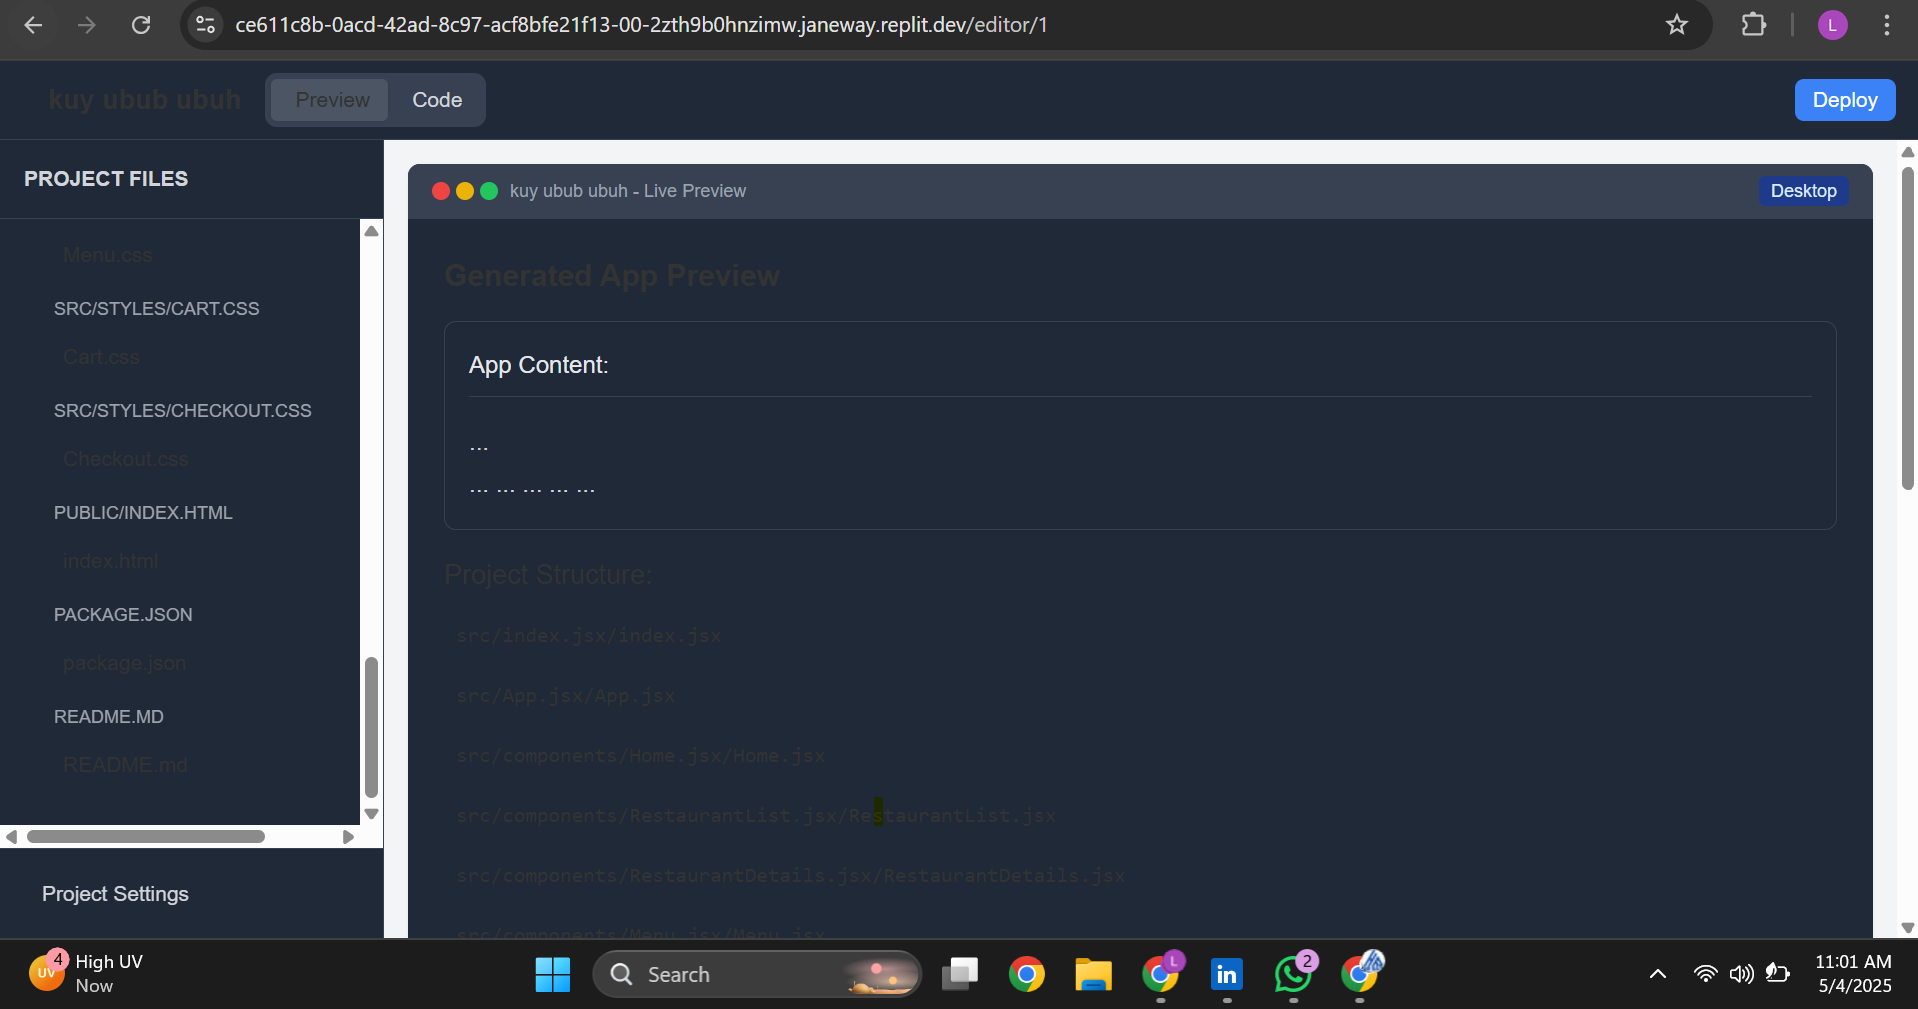 ce611c8b-0acd-42ad-8c97-acf8bfe21f13-00-2zth9b0hnzimw.janeway.replit.dev/editor/1
L
kuy ubub ubuh
Preview
Code
Deploy
PROJECT FILES
Menu.css
SRC/STYLES/CART.CSS
Cart.css
SRC/STYLES/CHECKOUT.CSS
Checkout.css
PUBLIC/INDEX.HTML
index.html
PACKAGE.JSON
package.json
README.MD
README.md
Project Settings
kuy ubub ubuh - Live Preview
Desktop
Generated App Preview
App Content:
...
... ... ... ... ...
Project Structure:
src/index.jsx/index.jsx
src/App.jsx/App.jsx
src/components/Home.jsx/Home.jsx
src/components/RestaurantList.jsx/RestaurantList.jsx
src/components/RestaurantDetails.jsx/RestaurantDetails.jsx
src/components/Menu.jsx/Menu.jsx
UV
4
High UV
Now
Search
L
in
2
11:01 AM
5/4/2025